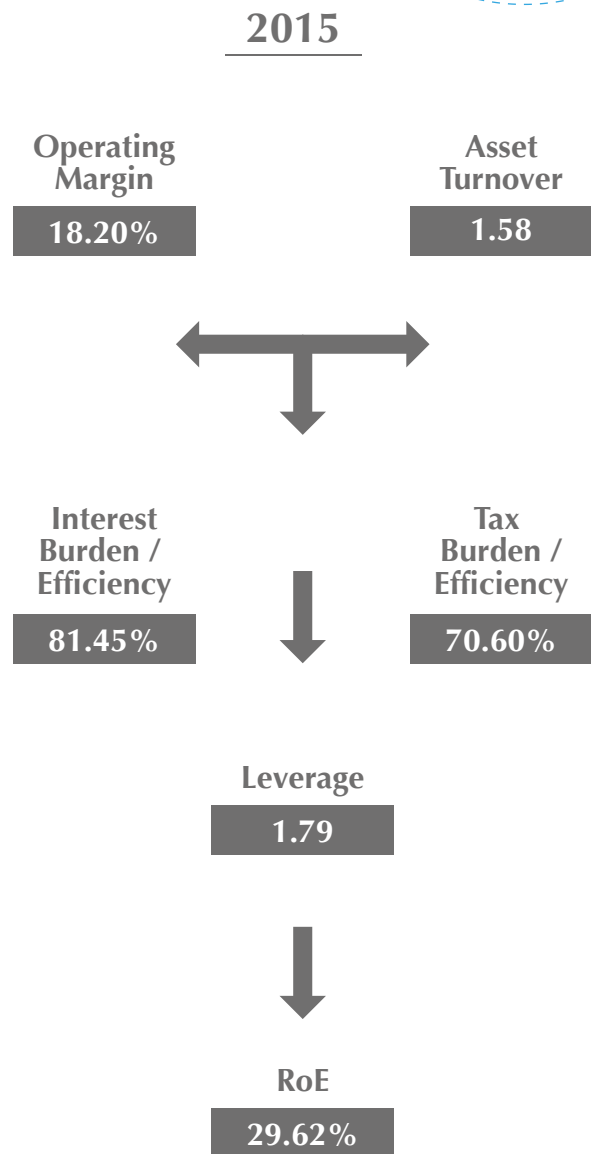 2015
Operating
Margin
18.20%
Asset
Turnover
1.58
Interest
Burden /
Efficiency
81.45%
Tax
Burden /
Efficiency
70.60%
Leverage
1.79
RoE
29.62%